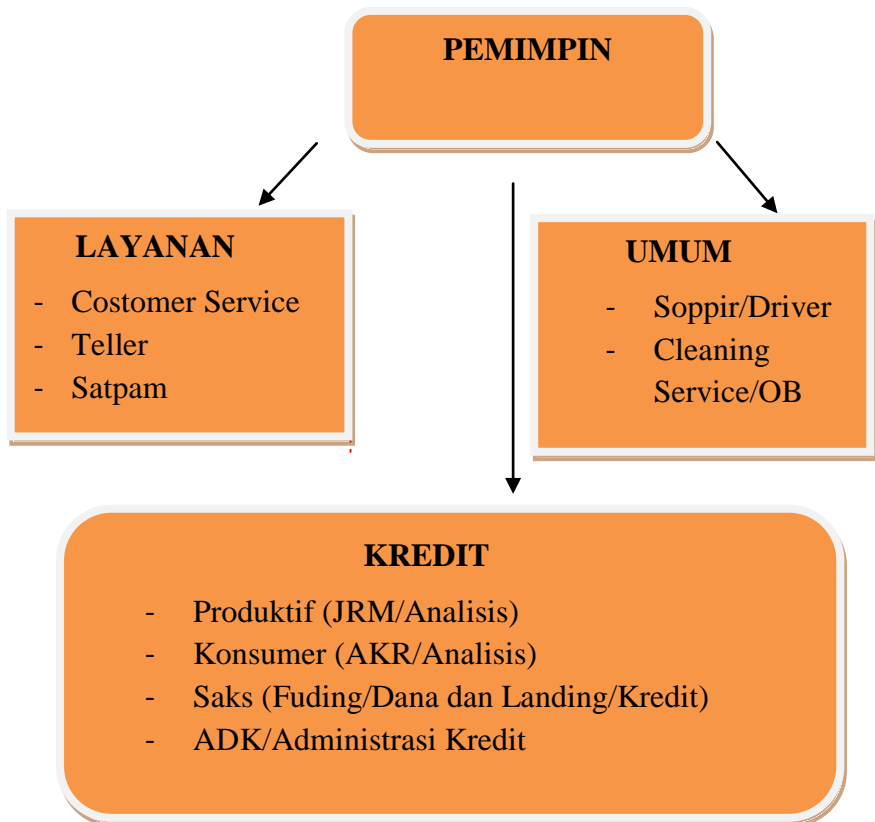 PEMIMPIN
LAYANAN
- Costomer Service
- Teller
- Satpam
UMUM
- Soppir/Driver
- Cleaning
Service/OB
KREDIT
- Produktif (JRM/Analisis)
- Konsumer (AKR/Analisis)
- Saks (Fuding/Dana dan Landing/Kredit)
- ADK/Administrasi Kredit